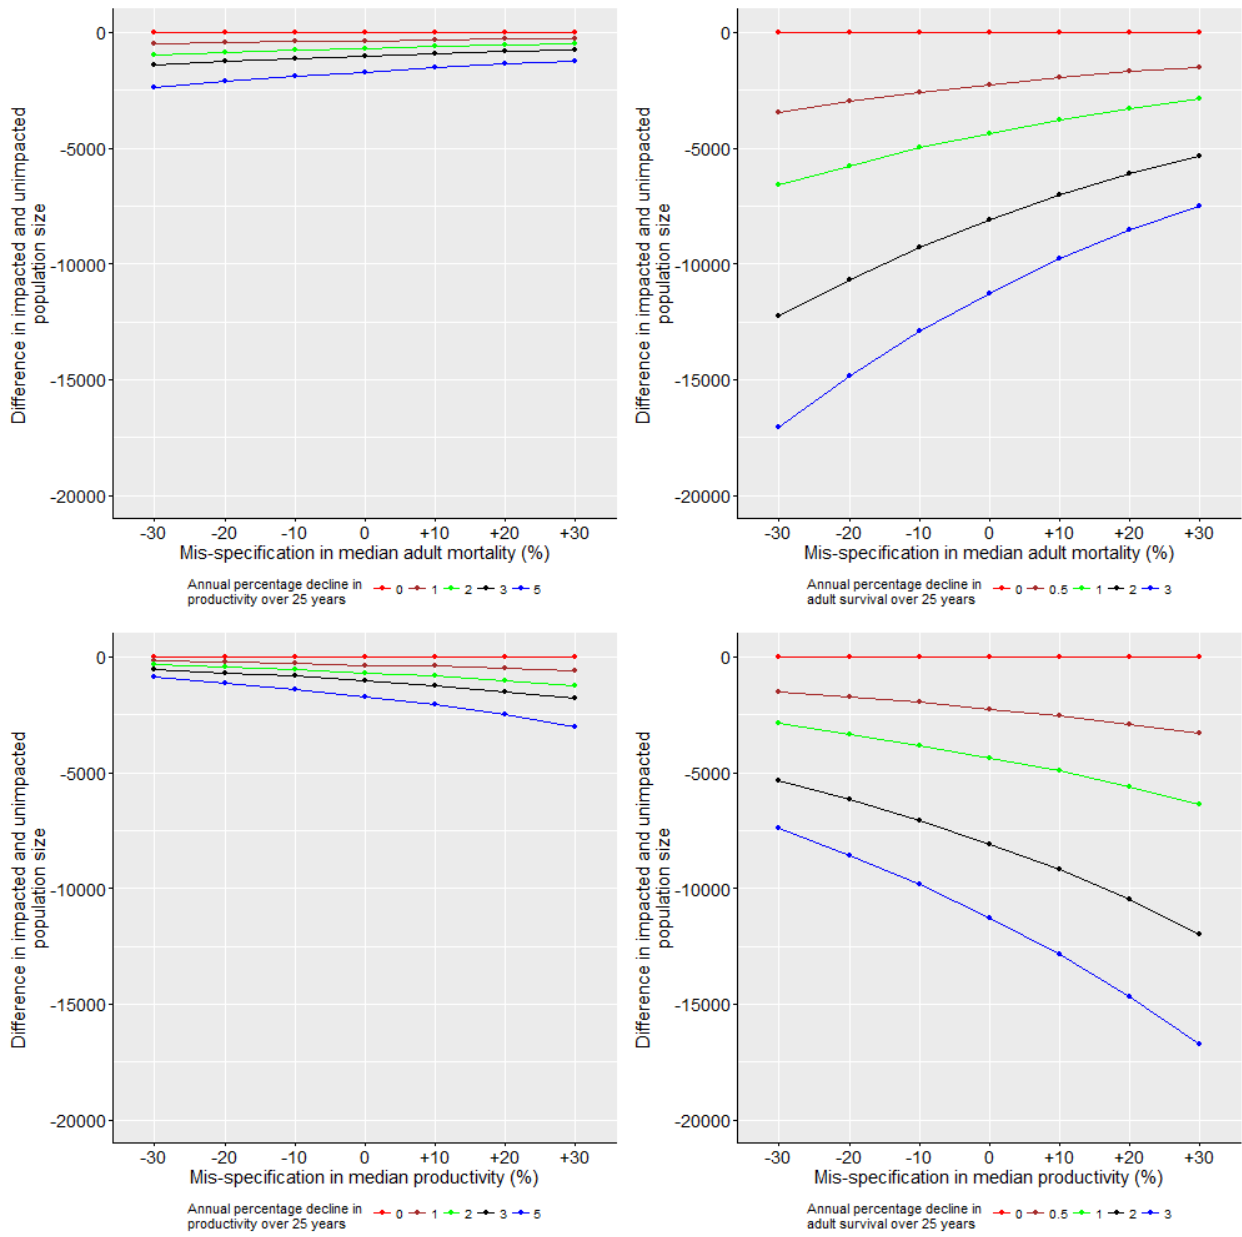 Difference in impacted and unimpacted
population size
0
-5000
-10000
-15000
-20000
-30 -20 -10 0 +10 +20 +30
Mis-specification in median adult mortality (%)
Annual percentage decline in
productivity over 25 years
0 1 2 3 5
Difference in impacted and unimpacted
population size
0
-5000
-10000
-15000
-20000
-30 -20 -10 0 +10 +20 +30
Mis-specification in median adult mortality (%)
Annual percentage decline in
adult survival over 25 years
0 0.5 1 2 3
Difference in impacted and unimpacted
population size
0
-5000
-10000
-15000
-20000
-30 -20 -10 0 +10 +20 +30
Mis-specification in median productivity (%)
Annual percentage decline in
productivity over 25 years
0 1 2 3 5
Difference in impacted and unimpacted
population size
0
-5000
-10000
-15000
-20000
-30 -20 -10 0 +10 +20 +30
Mis-specification in median productivity (%)
Annual percentage decline in
adult survival over 25 years
0 0.5 1 2 3